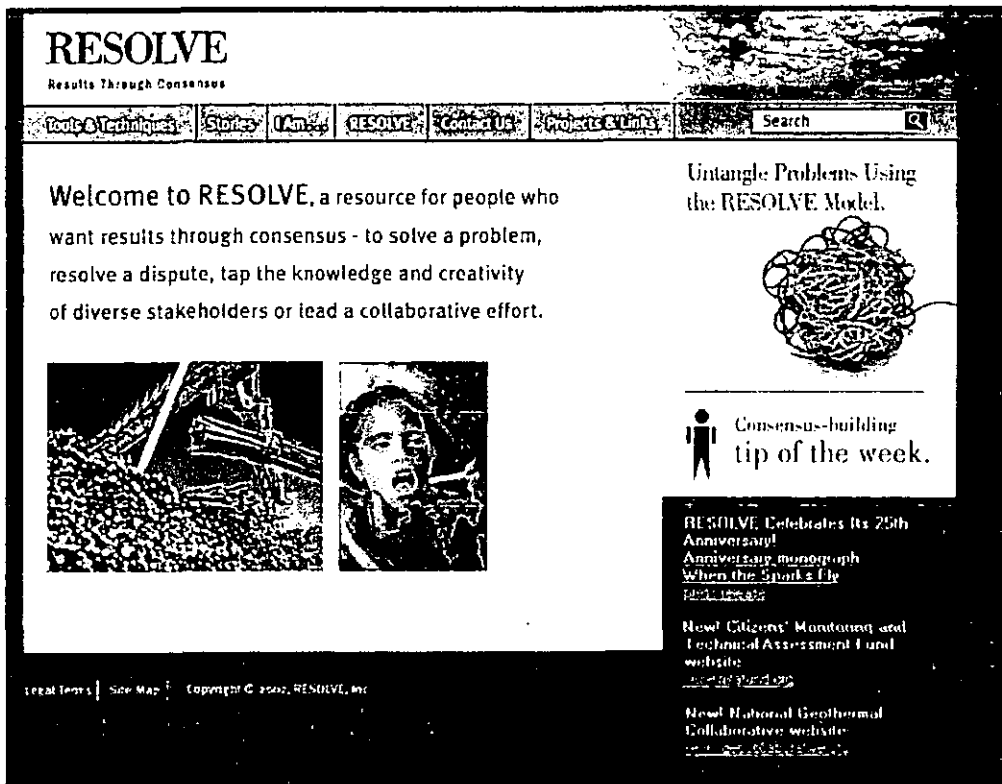 RESOLVE
Results Through Consensus
Tools & Techniques
Stories
I Am ...
RESOLVE
Contact Us
Projects & Links
Search
Welcome to RESOLVE, a resource for people who
want results through consensus - to solve a problem,
resolve a dispute, tap the knowledge and creativity
of diverse stakeholders or lead a collaborative effort.
Untangle Problems Using
the RESOLVE Model.
Consensus-building
tip of the week.
RESOLVE Celebrates Its 25th
Anniversary!
Anniversary monograph
When the Sparks Fly
New! Citizens' Monitoring and
Technical Assessment Fund
website
New! National Geothermal
Collaborative website
Legal Terms | Site Map | Copyright © 2002, RESOLVE, Inc